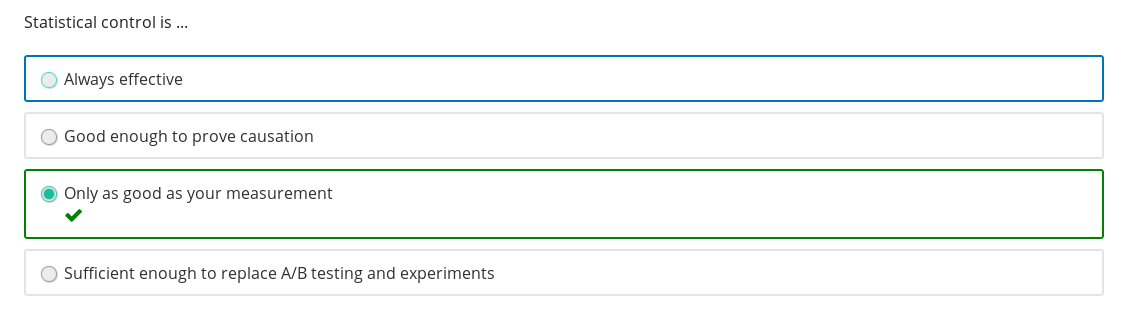 Statistical control is ...
Always effective
Good enough to prove causation
Only as good as your measurement
Sufficient enough to replace A/B testing and experiments